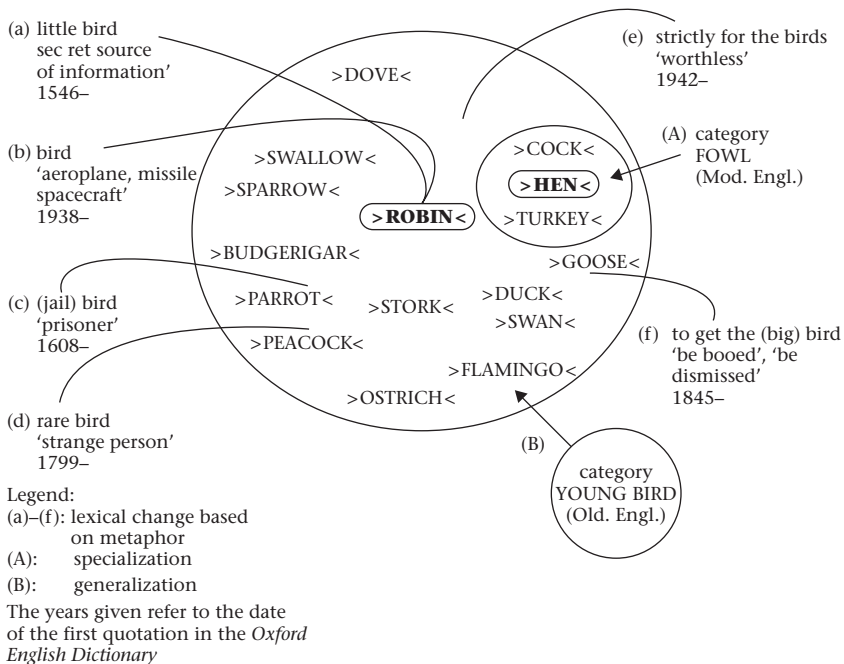 (a) little bird
sec ret source
of information’
1546–
(b) bird
‘aeroplane, missile
spacecraft’
1938–
(c) (jail) bird
‘prisoner’
1608–
(d) rare bird
‘strange person’
1799–
>DOVE<
>SWALLOW<
>SPARROW<
>ROBIN<
>BUDGERIGAR<
>PARROT<
>STORK<
>PEACOCK<
>OSTRICH<
>FLAMINGO<
>DUCK<
>SWAN<
>GOOSE<
>COCK<
>HEN<
>TURKEY<
(e) strictly for the birds
‘worthless’
1942–
(A) category
FOWL
(Mod. Engl.)
(f) to get the (big) bird
‘be booed’, ‘be
dismissed’
1845–
(B)
category
YOUNG BIRD
(Old. Engl.)
Legend:
(a)–(f): lexical change based
on metaphor
(A): specialization
(B): generalization
The years given refer to the date
of the first quotation in the Oxford
English Dictionary